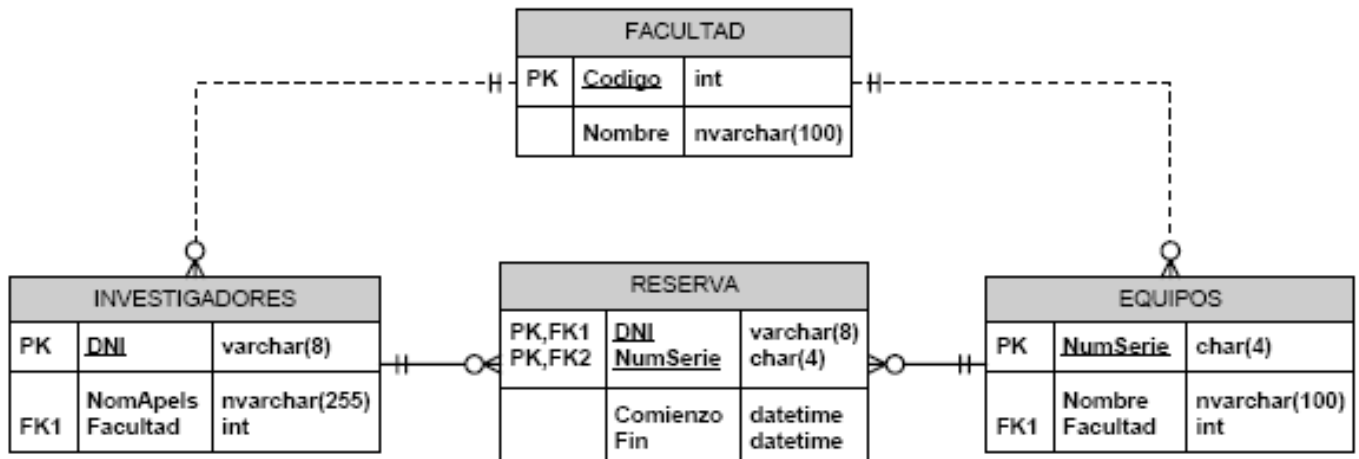 FACULTAD
PK Codigo int
Nombre nvarchar(100)
INVESTIGADORES
PK DNI varchar(8)
NomApels nvarchar(255)
FK1 Facultad int
RESERVA
PK,FK1 DNI varchar(8)
PK,FK2 NumSerie char(4)
Comienzo datetime
Fin datetime
EQUIPOS
PK NumSerie char(4)
Nombre nvarchar(100)
FK1 Facultad int